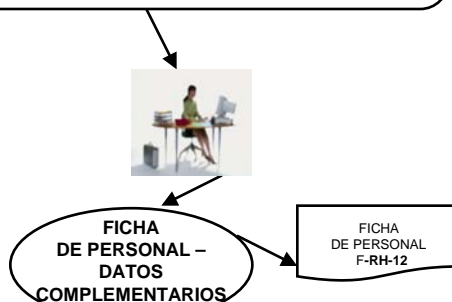 FICHA
DE PERSONAL –
DATOS
COMPLEMENTARIOS
FICHA
DE PERSONAL
F-RH-12